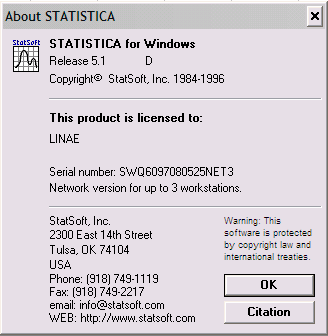 About STATISTICA
StatSoft
STATISTICA for Windows
Release 5.1 D
Copyright© StatSoft, Inc. 1984-1996
This product is licensed to:
LINAE
Serial number: SWQ6097080525NET3
Network version for up to 3 workstations.
StatSoft, Inc.
2300 East 14th Street
Tulsa, OK 74104
USA
Phone: (918) 749-1119
Fax: (918) 749-2217
email: info@statsoft.com
WEB: http://www.statsoft.com
Warning: This
software is protected
by copyright law and
international treaties.
OK
Citation